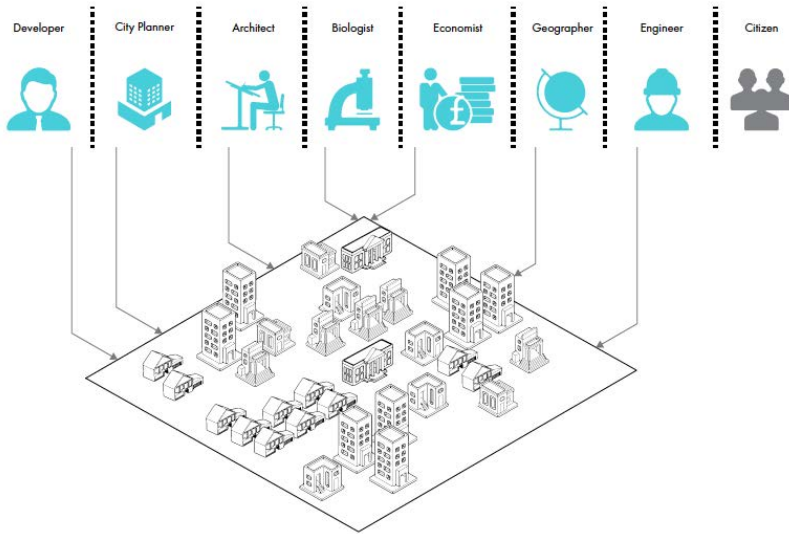 Developer
City Planner
Architect
Biologist
Economist
Geographer
Engineer
Citizen
£